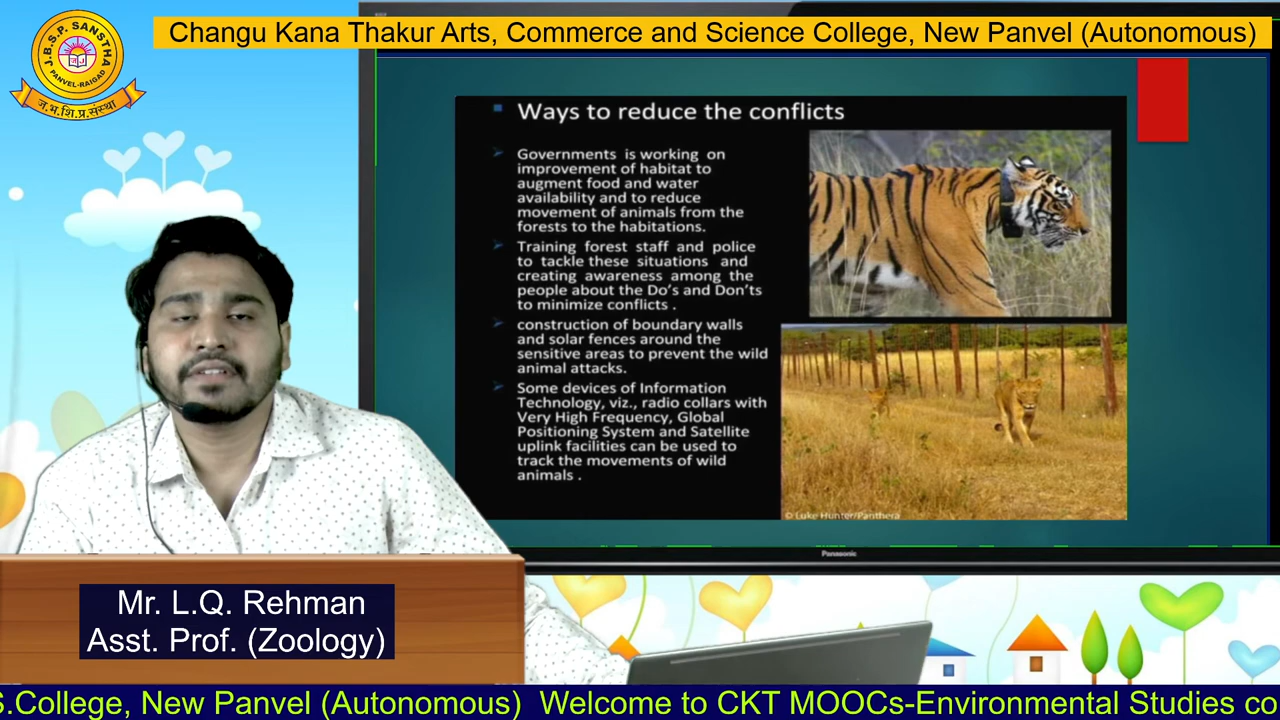 Changu Kana Thakur Arts, Commerce and Science College, New Panvel (Autonomous)
J.B.S.P. SANSTHA
PANVEL-RAIGAD
ज.भ.शि.प्र.संस्था
Ways to reduce the conflicts
Governments is working on
improvement of habitat to
augment food and water
availability and to reduce
movement of animals from the
forests to the habitations.
Training forest staff and police
to tackle these situations and
creating awareness among the
people about the Do's and Don'ts
to minimize conflicts .
construction of boundary walls
and solar fences around the
sensitive areas to prevent the wild
animal attacks.
Some devices of Information
Technology, viz., radio collars with
Very High Frequency, Global
Positioning System and Satellite
uplink facilities can be used to
track the movements of wild
animals .
© Luke Hunter/Panthera
Panasonic
Mr. L.Q. Rehman
Asst. Prof. (Zoology)
S.College, New Panvel (Autonomous) Welcome to CKT MOOCs-Environmental Studies co